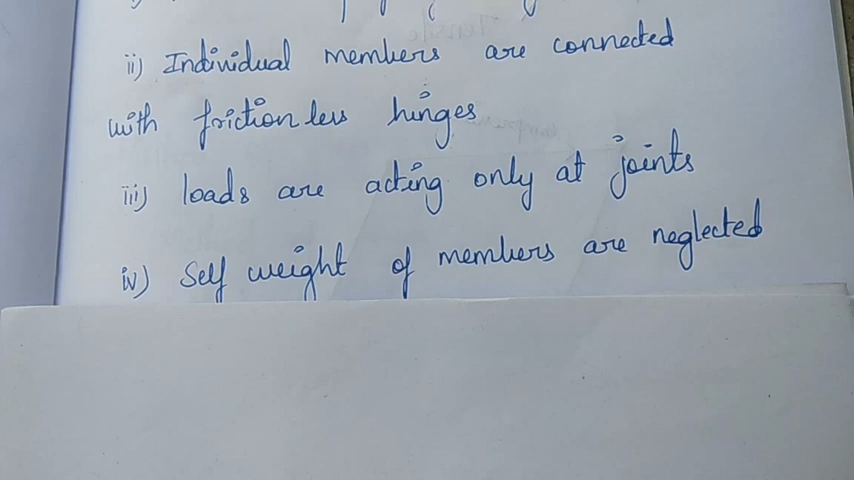 ii) Individual members are connected
with frictionless hinges
iii) loads are acting only at joints
iv) Self weight of members are neglected